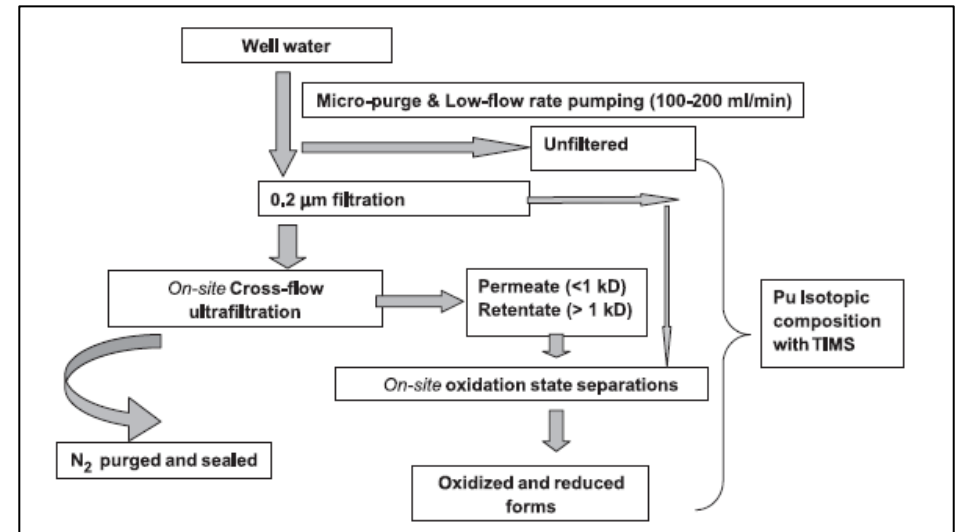 Well water
Micro-purge & Low-flow rate pumping (100-200 ml/min)
Unfiltered
0.2 µm filtration
On-site Cross-flow
ultrafiltration
Permeate (<1 kD)
Retentate (> 1 kD)
Pu Isotopic
composition
with TIMS
On-site oxidation state separations
N₂ purged and sealed
Oxidized and reduced
forms